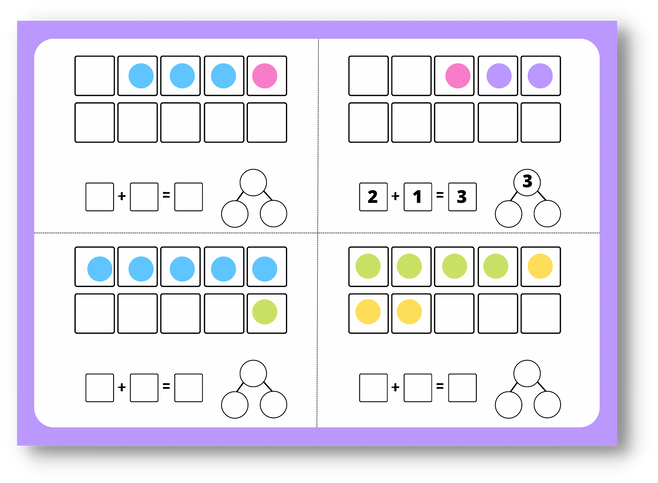 + =
2 + 1 = 3
3
+ =
+ =